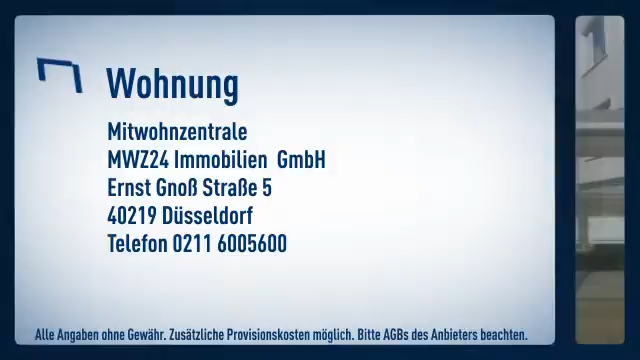 Wohnung
Mitwohnzentrale
MWZ24 Immobilien GmbH
Ernst Gnoß Straße 5
40219 Düsseldorf
Telefon 0211 6005600
Alle Angaben ohne Gewähr. Zusätzliche Provisionskosten möglich. Bitte AGBs des Anbieters beachten.